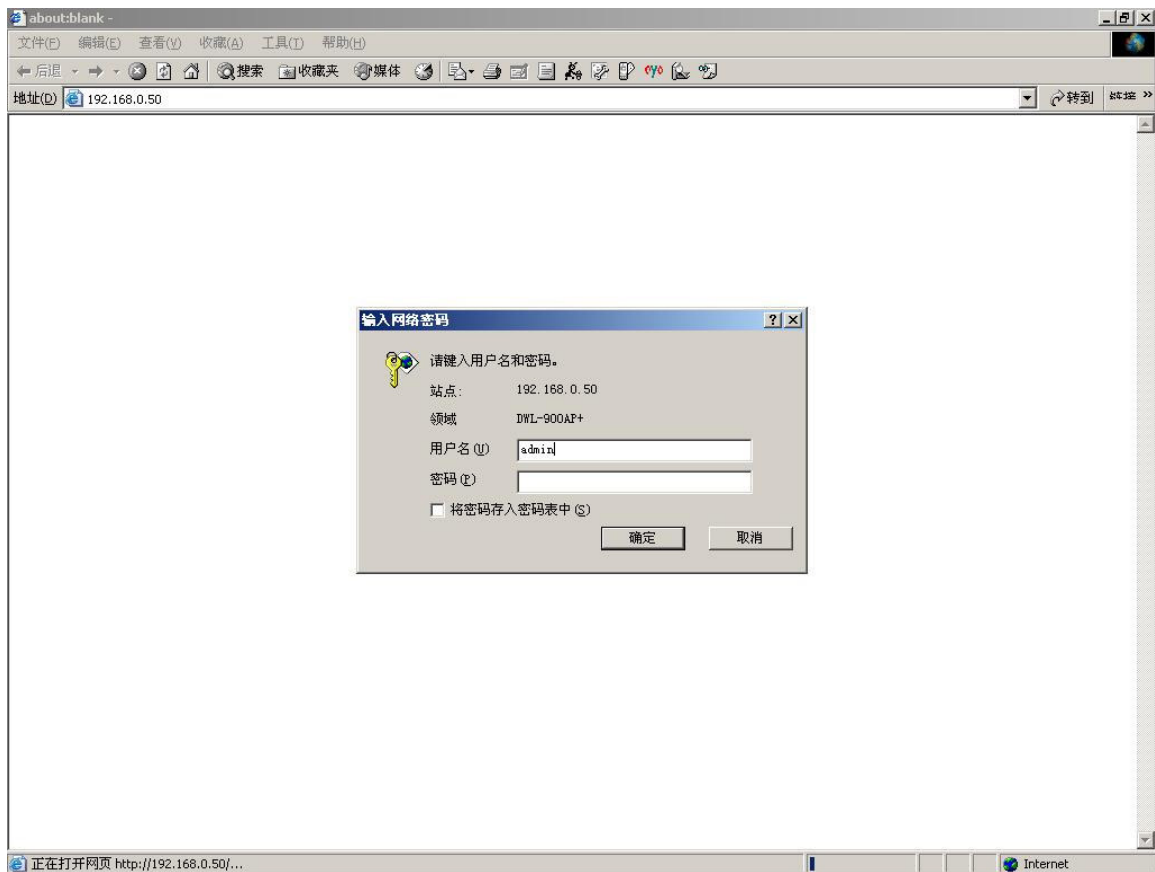 about:blank -
文件(F) 编辑(E) 查看(V) 收藏(A) 工具(T) 帮助(H)
后退 搜索 收藏夹 媒体
地址(D) 192.168.0.50 转到 链接 »
输入网络密码
请键入用户名和密码。
站点: 192.168.0.50
领域 DWL-900AP+
用户名(U) admin
密码(P)
将密码存入密码表中(S)
确定 取消
正在打开网页 http://192.168.0.50/... Internet